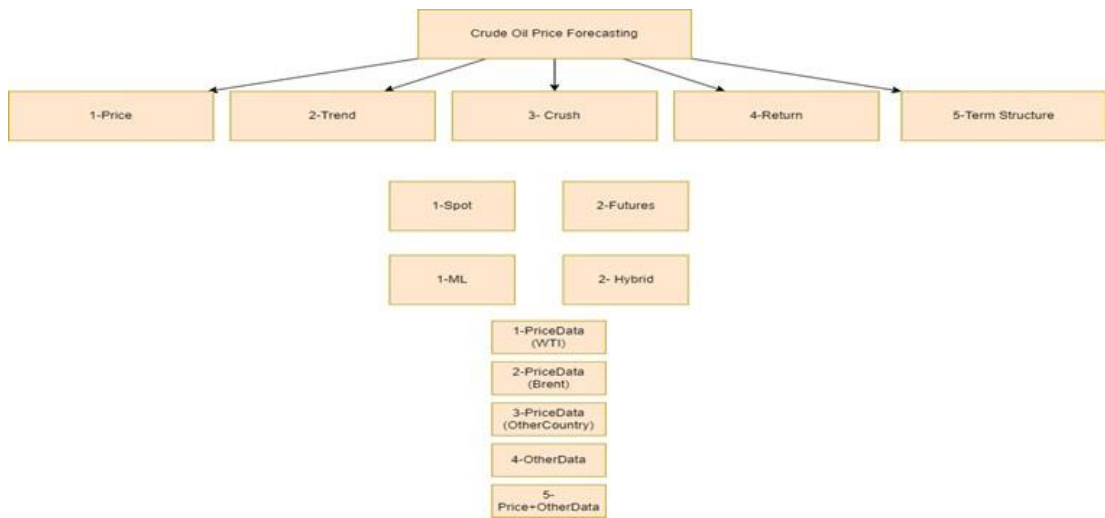 Crude Oil Price Forecasting
1-Price
2-Trend
3- Crush
4-Return
5-Term Structure
1-Spot
2-Futures
1-ML
2- Hybrid
1-PriceData
(WTI)
2-PriceData
(Brent)
3-PriceData
(OtherCountry)
4-OtherData
5-
Price+OtherData